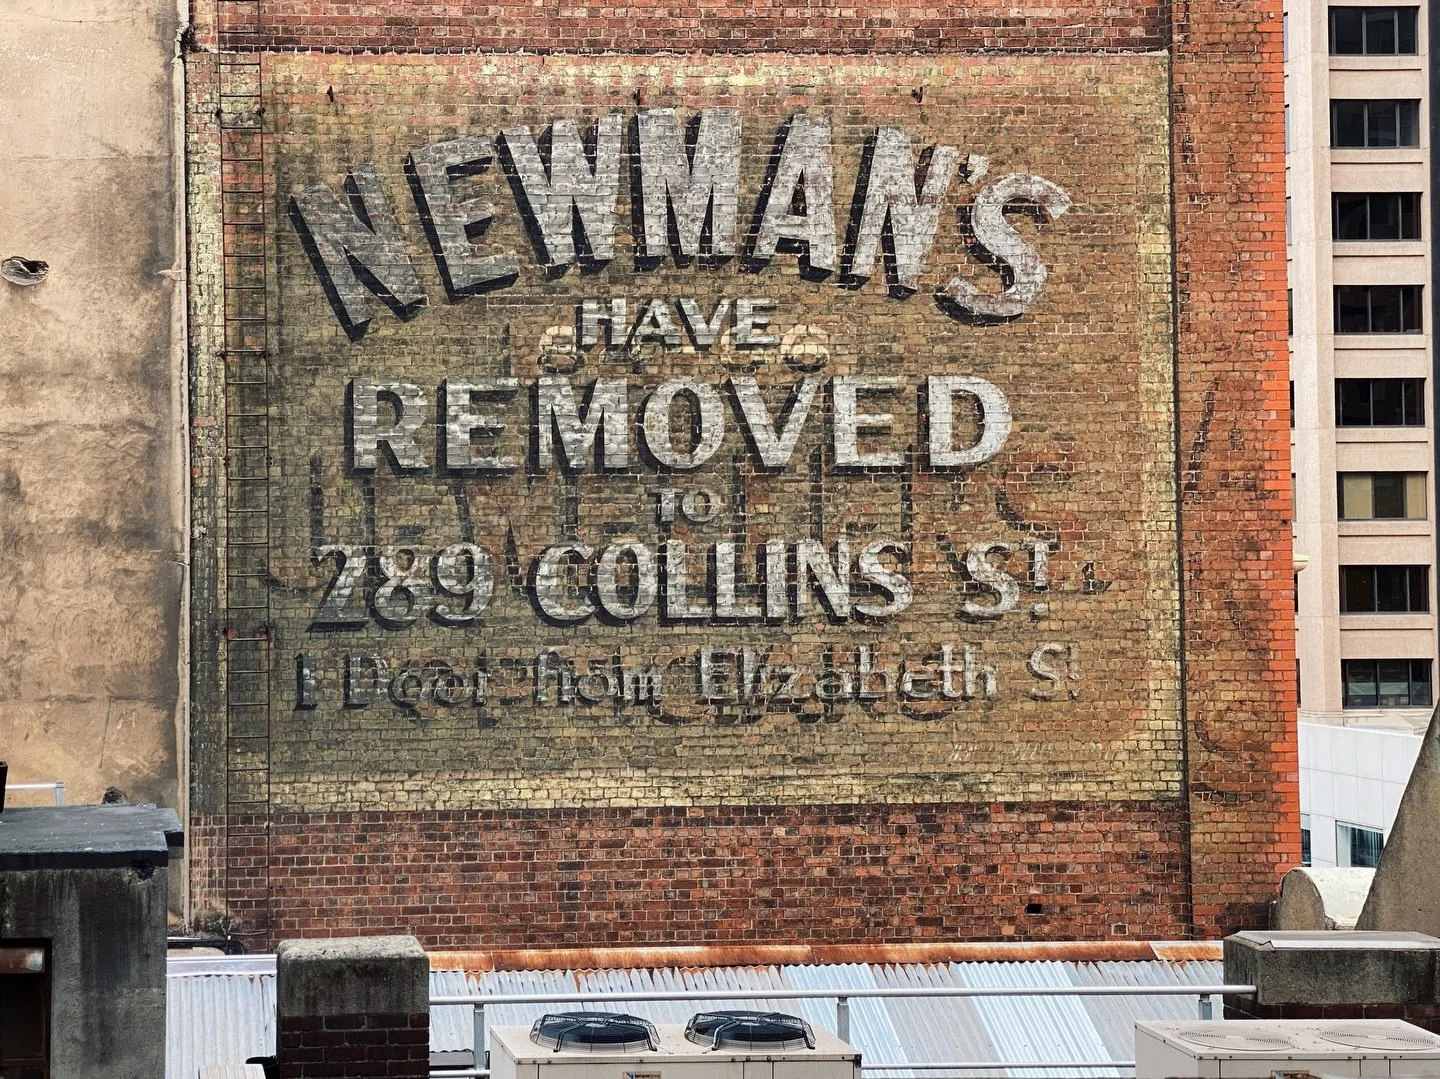 NEWMAN'S
HAVE
REMOVED
TO
289 COLLINS ST.
1 Door from Elizabeth St.